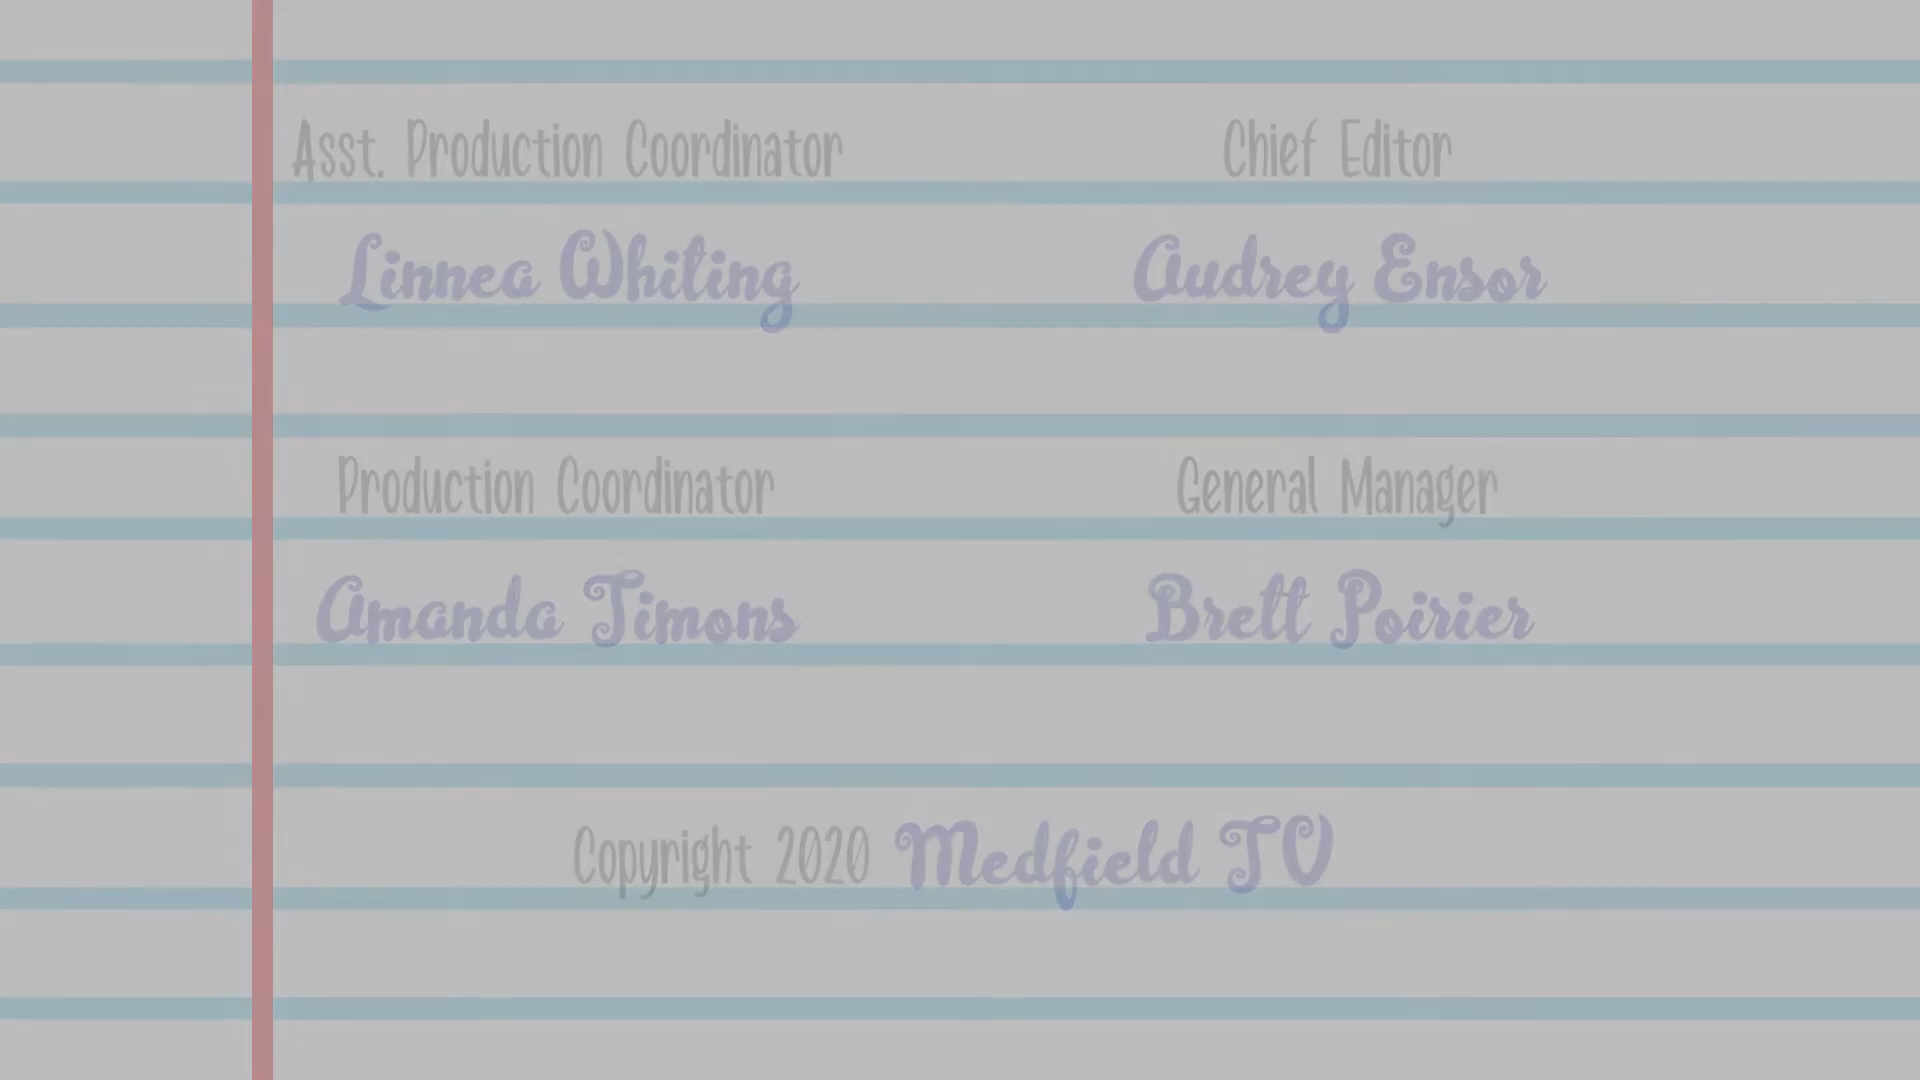 Asst. Production Coordinator
Linnea Whiting
Chief Editor
Audrey Ensor
Production Coordinator
Amanda Timons
General Manager
Brett Poirier
Copyright 2020 Medfield TV